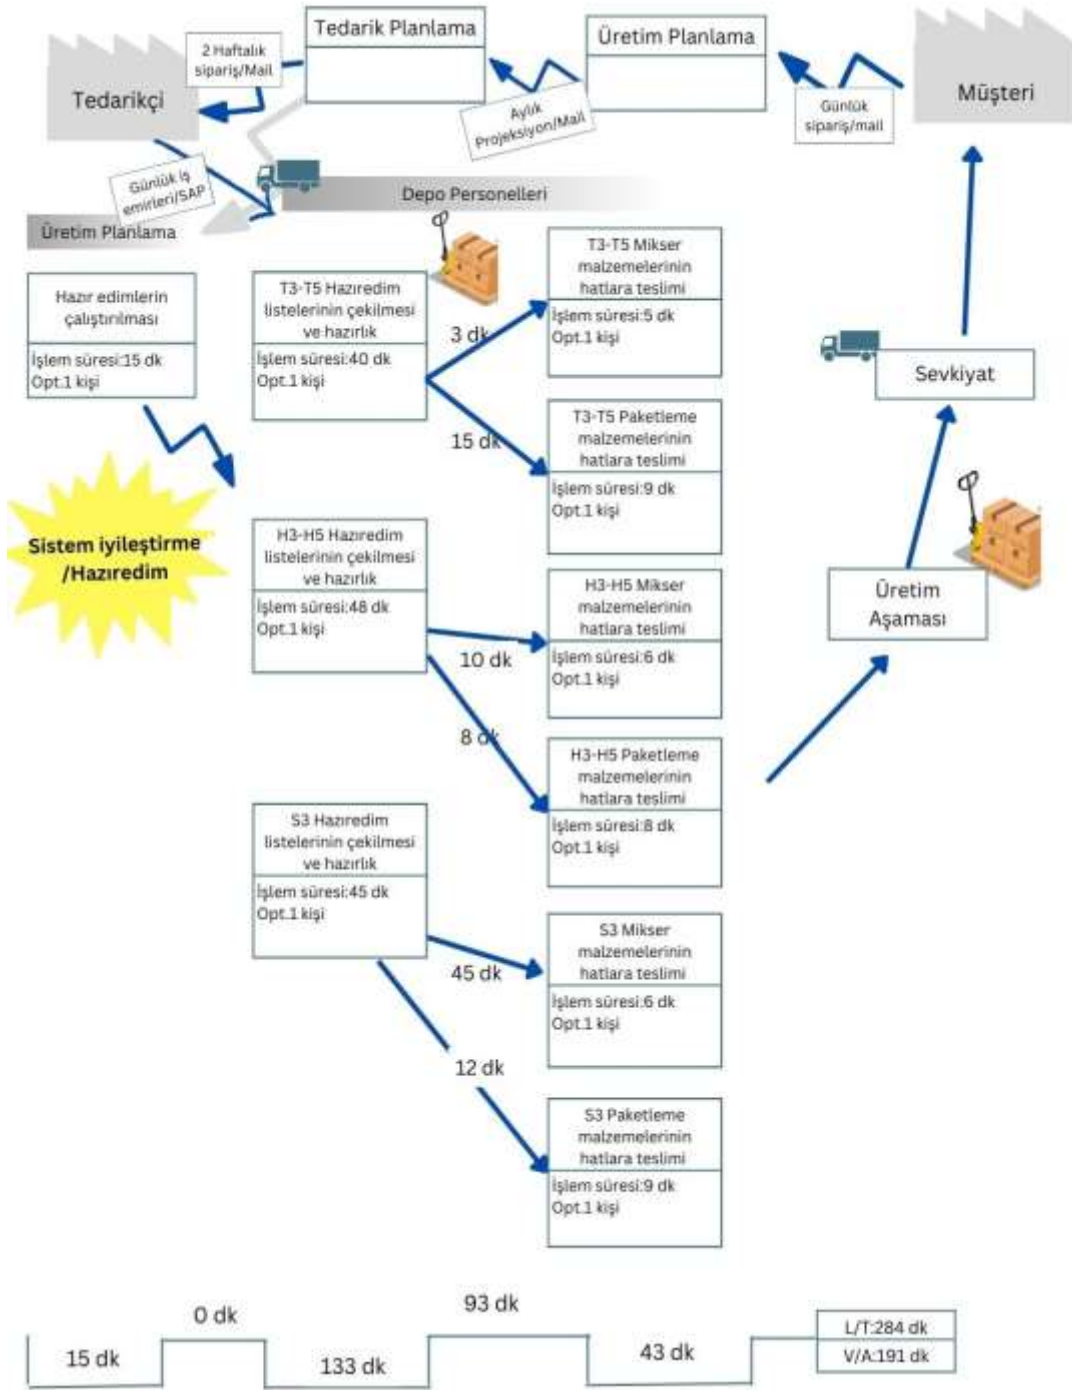 Tedarik Planlama
Üretim Planlama
2 Haftalık
sipariş/Mail
Tedarikçi
Aylık
Projeksiyon/Mail
Günlük
sipariş/mail
Müşteri
Günlük iş
emirleri/SAP
Depo Personelleri
Üretim Planlama
Hazır edimlerin
çalıştırılması
İşlem süresi:15 dk
Opt.1 kişi
T3-T5 Hazıredim
listelerinin çekilmesi
ve hazırlık
İşlem süresi:40 dk
Opt.1 kişi
3 dk
15 dk
T3-T5 Mikser
malzemelerinin
hatlara teslimi
İşlem süresi:5 dk
Opt.1 kişi
T3-T5 Paketleme
malzemelerinin
hatlara teslimi
İşlem süresi:9 dk
Opt.1 kişi
Sevkiyat
Sistem iyileştirme
/Hazıredim
H3-H5 Hazıredim
listelerinin çekilmesi
ve hazırlık
İşlem süresi:48 dk
Opt.1 kişi
10 dk
8 dk
H3-H5 Mikser
malzemelerinin
hatlara teslimi
İşlem süresi:6 dk
Opt.1 kişi
H3-H5 Paketleme
malzemelerinin
hatlara teslimi
İşlem süresi:8 dk
Opt.1 kişi
Üretim
Aşaması
S3 Hazıredim
listelerinin çekilmesi
ve hazırlık
İşlem süresi:45 dk
Opt.1 kişi
45 dk
12 dk
S3 Mikser
malzemelerinin
hatlara teslimi
İşlem süresi:6 dk
Opt.1 kişi
S3 Paketleme
malzemelerinin
hatlara teslimi
İşlem süresi:9 dk
Opt.1 kişi
15 dk
0 dk
133 dk
93 dk
43 dk
L/T:284 dk
V/A:191 dk